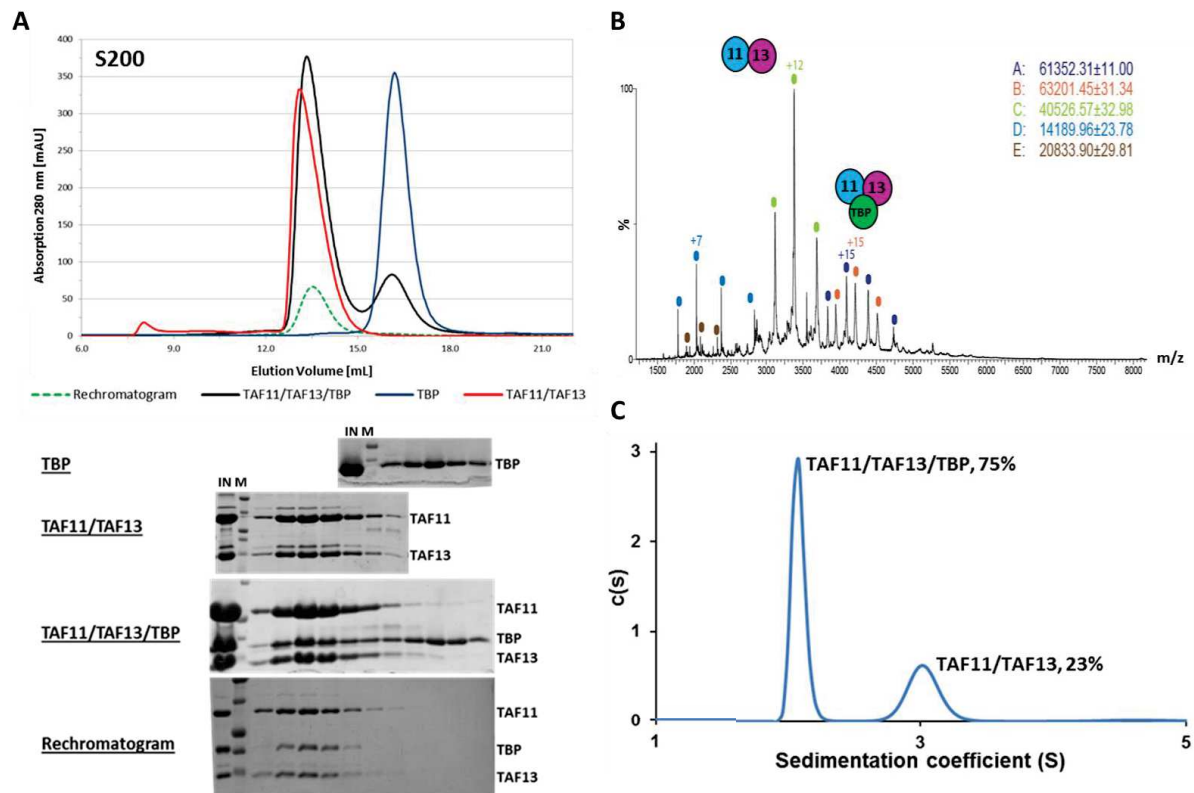 A
S200
400
350
300
250
200
150
100
50
0
Absorption 280 nm [mAU]
6.0 9.0 12.0 15.0 18.0 21.0
Elution Volume [mL]
Rechromatogram TAF11/TAF13/TBP TBP TAF11/TAF13
TBP
IN M
TBP
TAF11/TAF13
IN M
TAF11
TAF13
TAF11/TAF13/TBP
TAF11
TBP
TAF13
Rechromatogram
TAF11
TBP
TAF13
B
11 13
+12
A: 61352.31±11.00
B: 63201.45±31.34
C: 40526.57±32.98
D: 14189.96±23.78
E: 20833.90±29.81
100
%
0
11 13
TBP
+7
+15
+15
1500 2000 2500 3000 3500 4000 4500 5000 5500 6000 6500 7000 7500 8000
m/z
C
3
2
1
0
c(s)
TAF11/TAF13/TBP, 75%
TAF11/TAF13, 23%
1 3 5
Sedimentation coefficient (S)